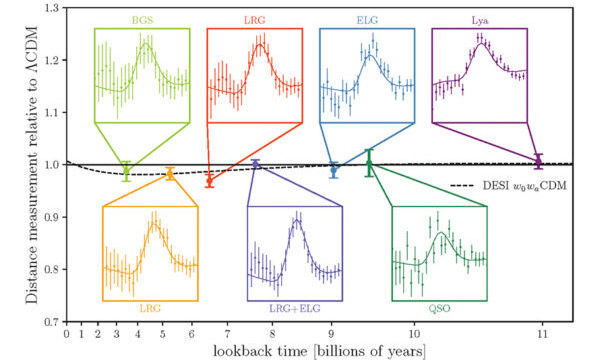 Distance measurement relative to ΛCDM
1.3
1.2
1.1
1.0
0.9
0.8
0.7
BGS
LRG
ELG
Lya
DESI w₀wₐCDM
LRG
LRG+ELG
QSO
0 1 2 3 4 5 6 7 8 9 10 11
lookback time [billions of years]